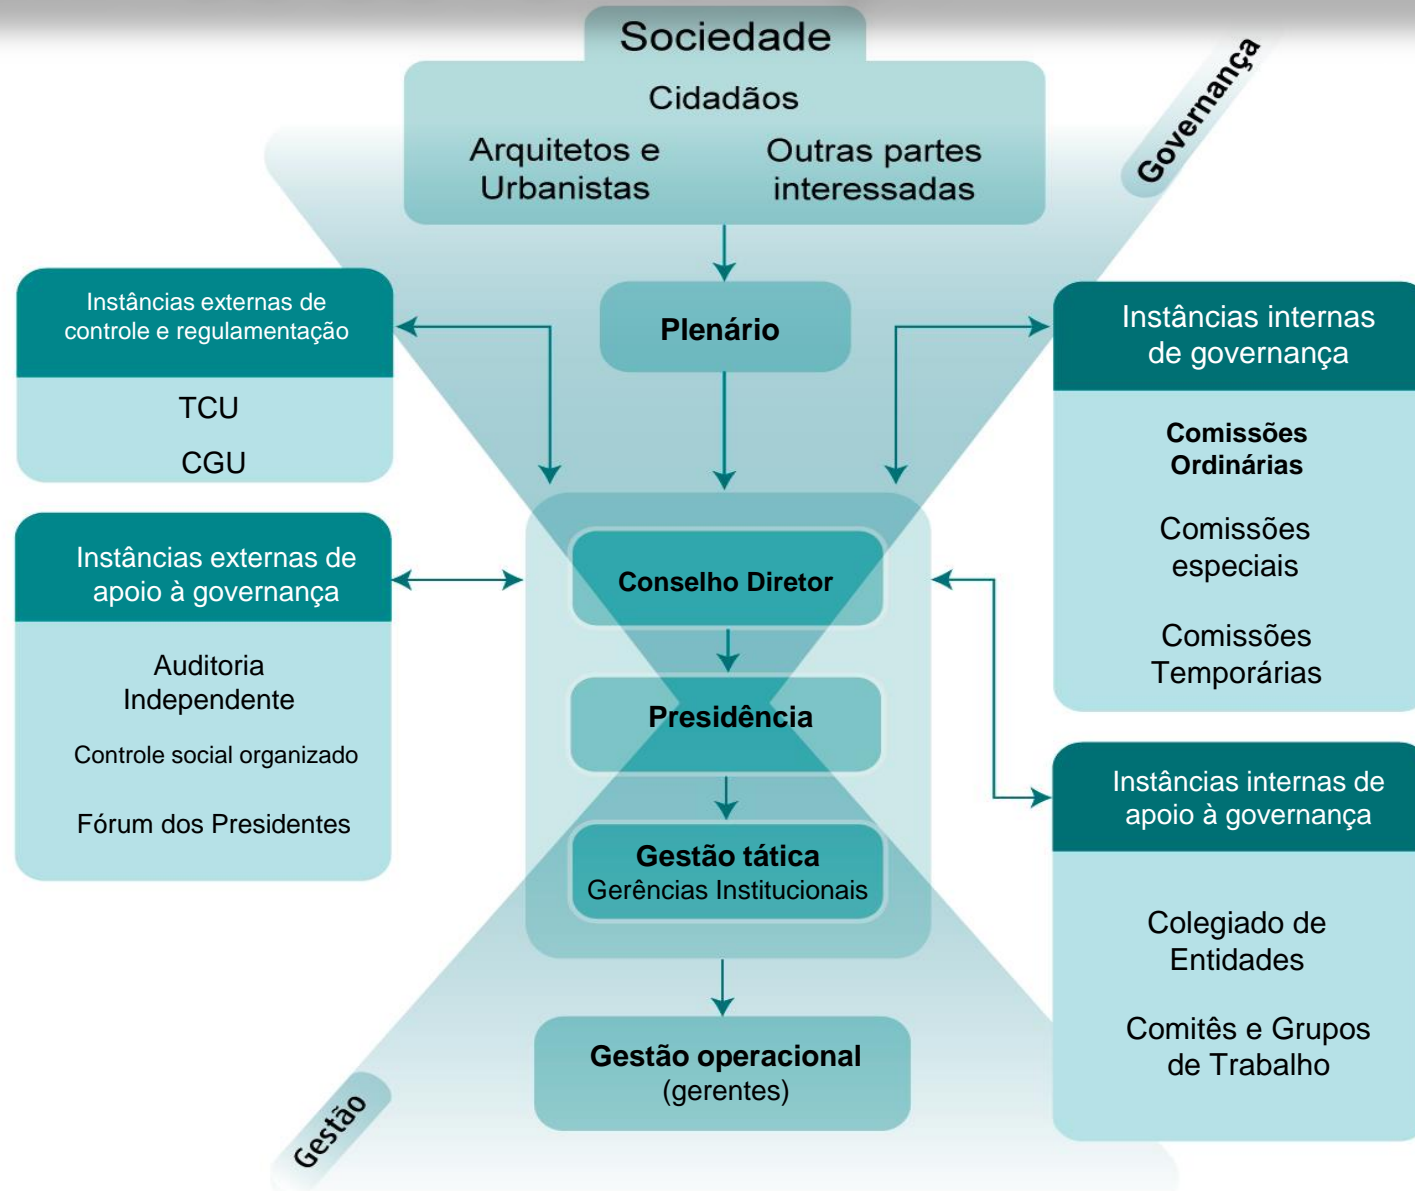 Sociedade
Cidadãos
Arquitetos e
Urbanistas
Outras partes
interessadas
Governança
Plenário
Instâncias externas de
controle e regulamentação
TCU
CGU
Instâncias internas
de governança
Comissões
Ordinárias
Comissões
especiais
Comissões
Temporárias
Instâncias externas de
apoio à governança
Auditoria
Independente
Controle social organizado
Fórum dos Presidentes
Conselho Diretor
Presidência
Gestão tática
Gerências Institucionais
Instâncias internas de
apoio à governança
Colegiado de
Entidades
Comitês e Grupos
de Trabalho
Gestão operacional
(gerentes)
Gestão